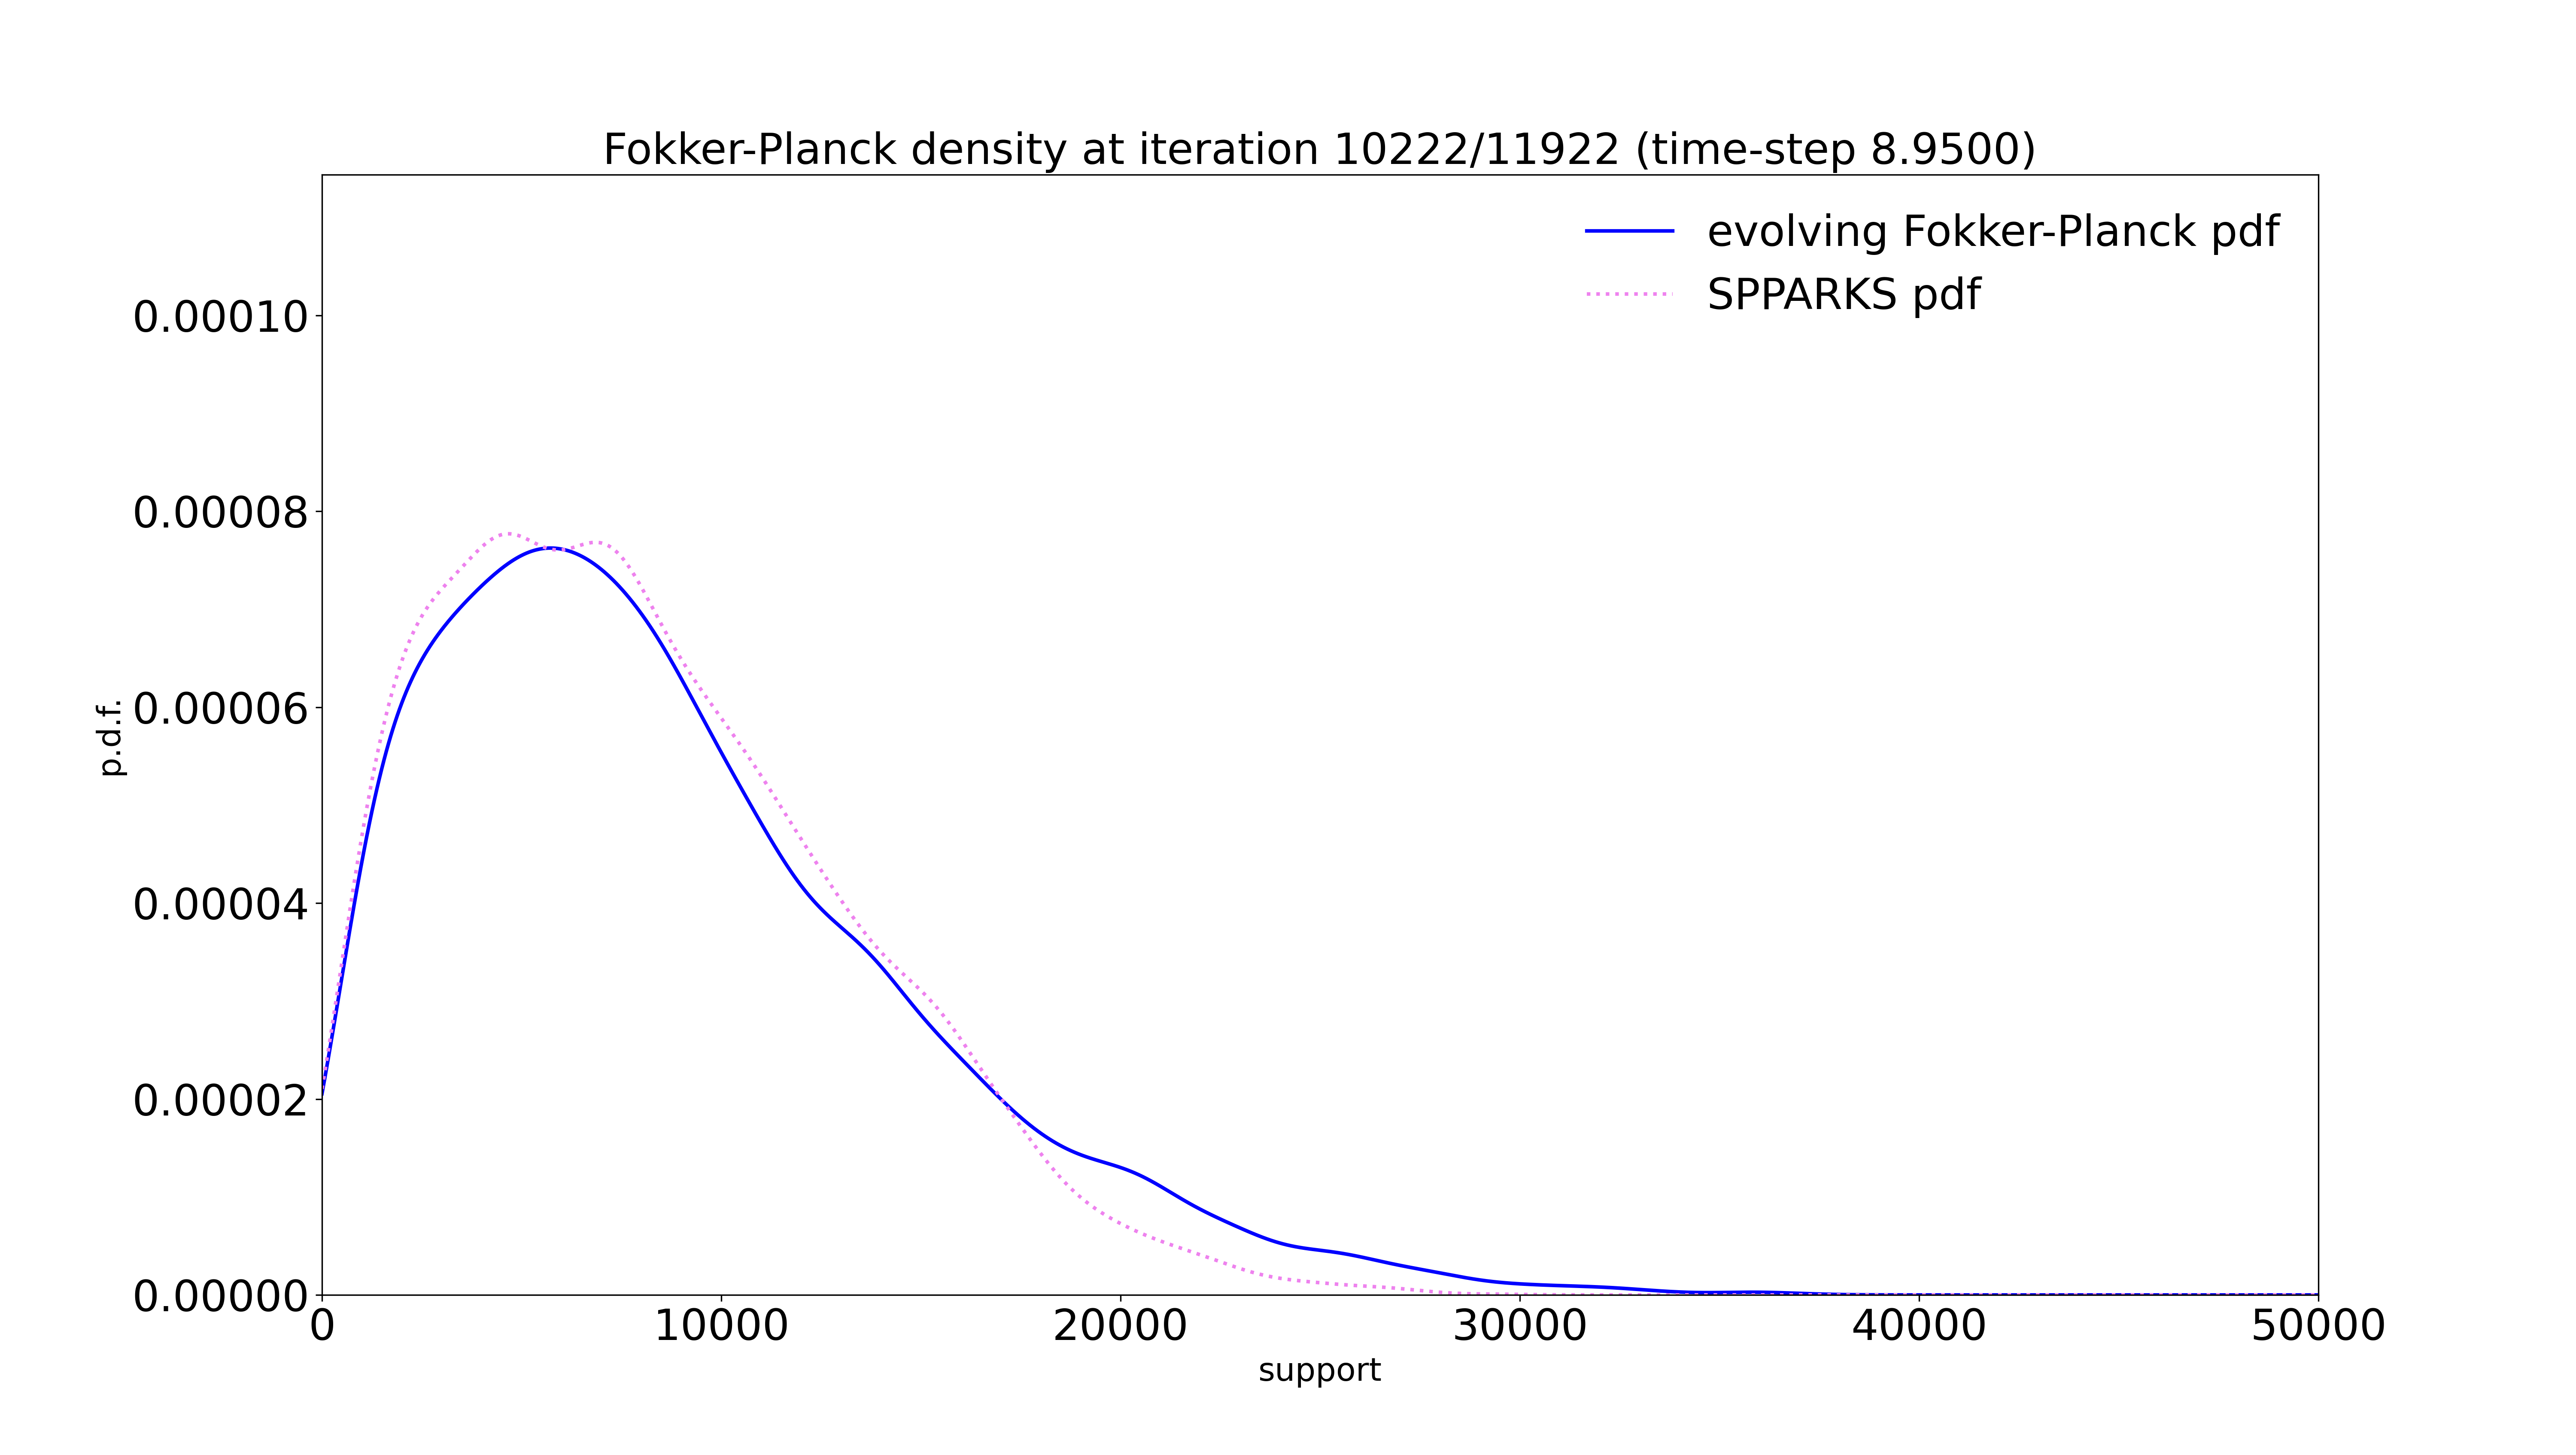 Fokker-Planck density at iteration 10222/11922 (time-step 8.9500)
evolving Fokker-Planck pdf
SPPARKS pdf
0.00010
0.00008
0.00006
0.00004
0.00002
0.00000
p.d.f.
0 10000 20000 30000 40000 50000
support